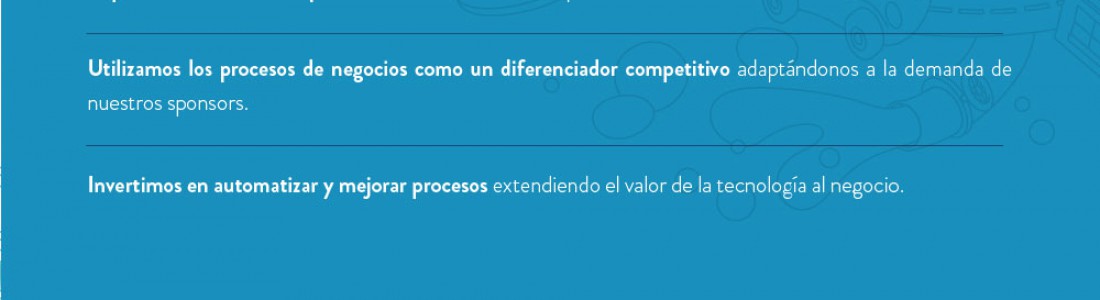 Utilizamos los procesos de negocios como un diferenciador competitivo adaptándonos a la demanda de
nuestros sponsors.
Invertimos en automatizar y mejorar procesos extendiendo el valor de la tecnología al negocio.